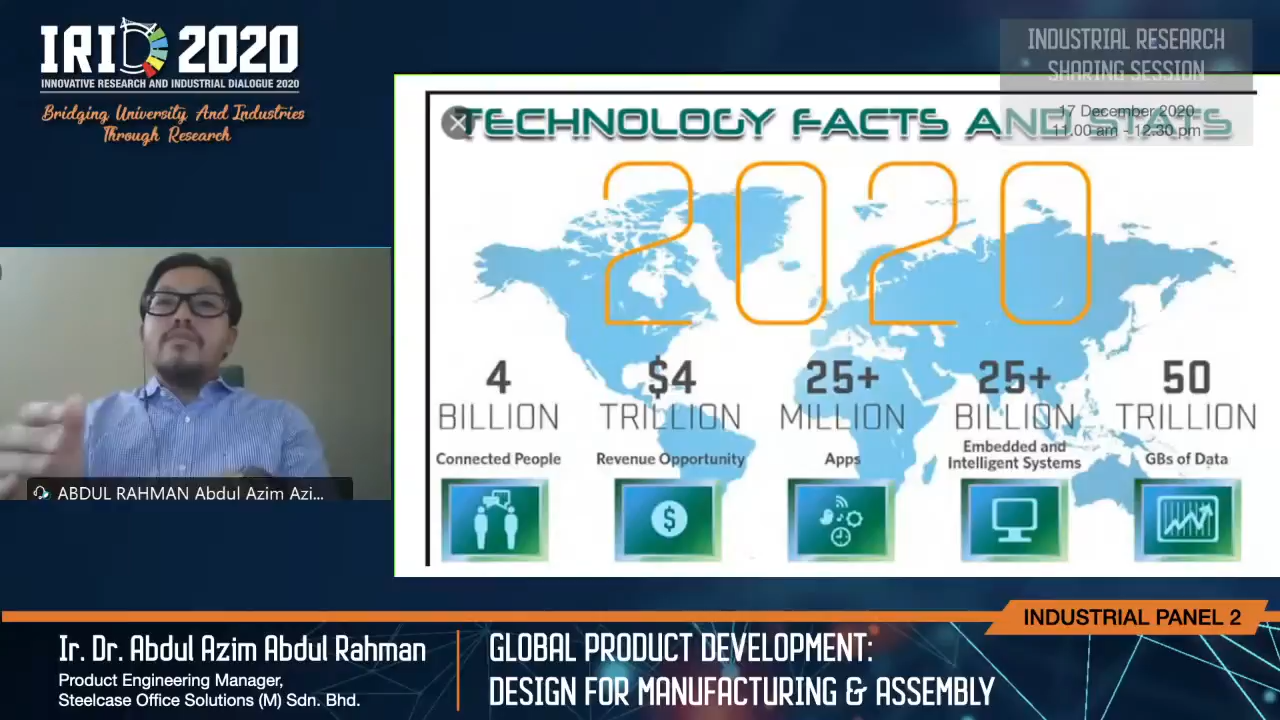 IRID 2020
INNOVATIVE RESEARCH AND INDUSTRIAL DIALOGUE 2020
Bridging University And Industries
Through Research
INDUSTRIAL RESEARCH
SHARING SESSION
17 December 2020
11.00 am - 12.30 pm
TECHNOLOGY FACTS AND STATS
2020
4
BILLION
Connected People
$4
TRILLION
Revenue Opportunity
25+
MILLION
Apps
25+
BILLION
Embedded and
Intelligent Systems
50
TRILLION
GBs of Data
ABDUL RAHMAN Abdul Azim Azi...
INDUSTRIAL PANEL 2
Ir. Dr. Abdul Azim Abdul Rahman
Product Engineering Manager,
Steelcase Office Solutions (M) Sdn. Bhd.
GLOBAL PRODUCT DEVELOPMENT:
DESIGN FOR MANUFACTURING & ASSEMBLY